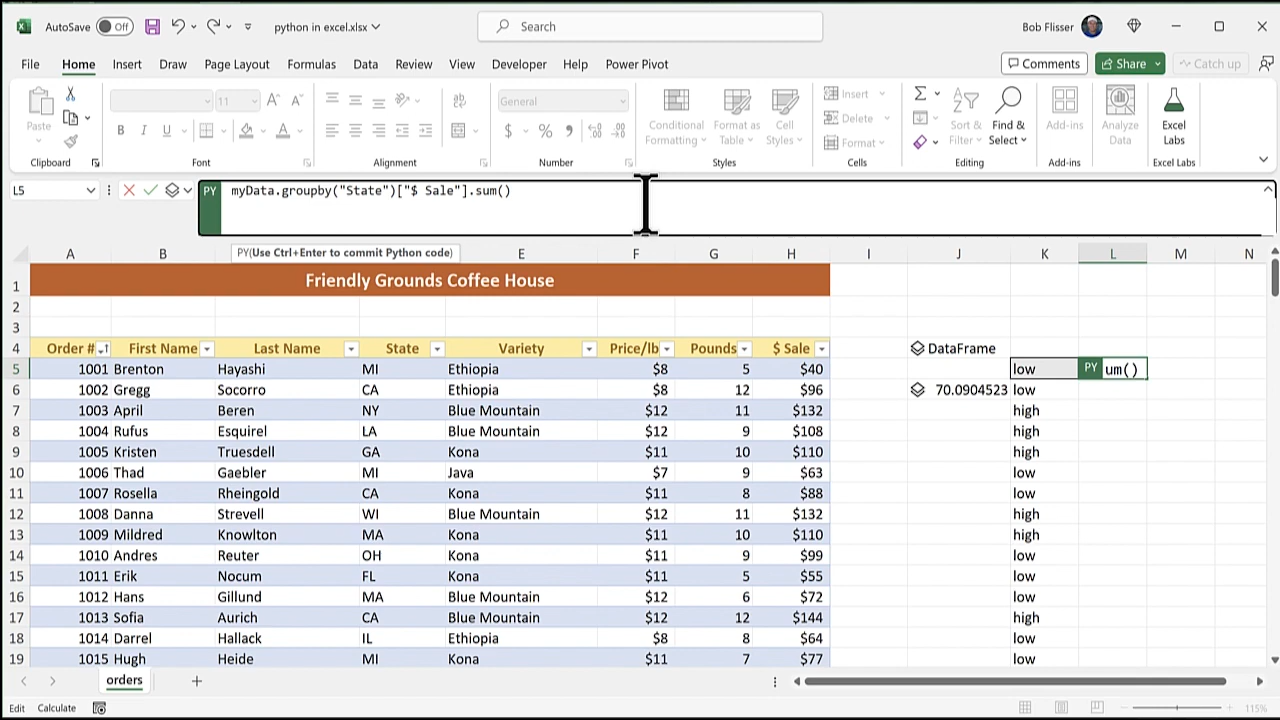 AutoSave Off python in excel.xlsx Search Bob Flisser
File Home Insert Draw Page Layout Formulas Data Review View Developer Help Power Pivot Comments Share Catch up
Paste 11 General Conditional Formatting Format as Table Cell Styles Insert Delete Format Sort & Filter Find & Select Add-ins Analyze Data Excel Labs
B I U A $ %
Clipboard Font Alignment Number Styles Cells Editing Add-ins Excel Labs
L5 PY myData.groupby("State")["$ Sale"].sum()
PY(Use Ctrl+Enter to commit Python code)
A B E F G H I J K L M N
1 Friendly Grounds Coffee House
2
3
4 Order # First Name Last Name State Variety Price/lb Pounds $ Sale DataFrame
5 1001 Brenton Hayashi MI Ethiopia $8 5 $40 low PY um()
6 1002 Gregg Socorro CA Ethiopia $8 12 $96 70.0904523 low
7 1003 April Beren NY Blue Mountain $12 11 $132 high
8 1004 Rufus Esquirel LA Blue Mountain $12 9 $108 high
9 1005 Kristen Truesdell GA Kona $11 10 $110 high
10 1006 Thad Gaebler MI Java $7 9 $63 low
11 1007 Rosella Rheingold CA Kona $11 8 $88 low
12 1008 Danna Strevell WI Blue Mountain $12 11 $132 high
13 1009 Mildred Knowlton MA Kona $11 10 $110 high
14 1010 Andres Reuter OH Kona $11 9 $99 low
15 1011 Erik Nocum FL Kona $11 5 $55 low
16 1012 Hans Gillund MA Blue Mountain $12 6 $72 low
17 1013 Sofia Aurich CA Blue Mountain $12 12 $144 high
18 1014 Darrel Hallack IL Ethiopia $8 8 $64 low
19 1015 Hugh Heide MI Kona $11 7 $77 low
orders
Edit Calculate 115%